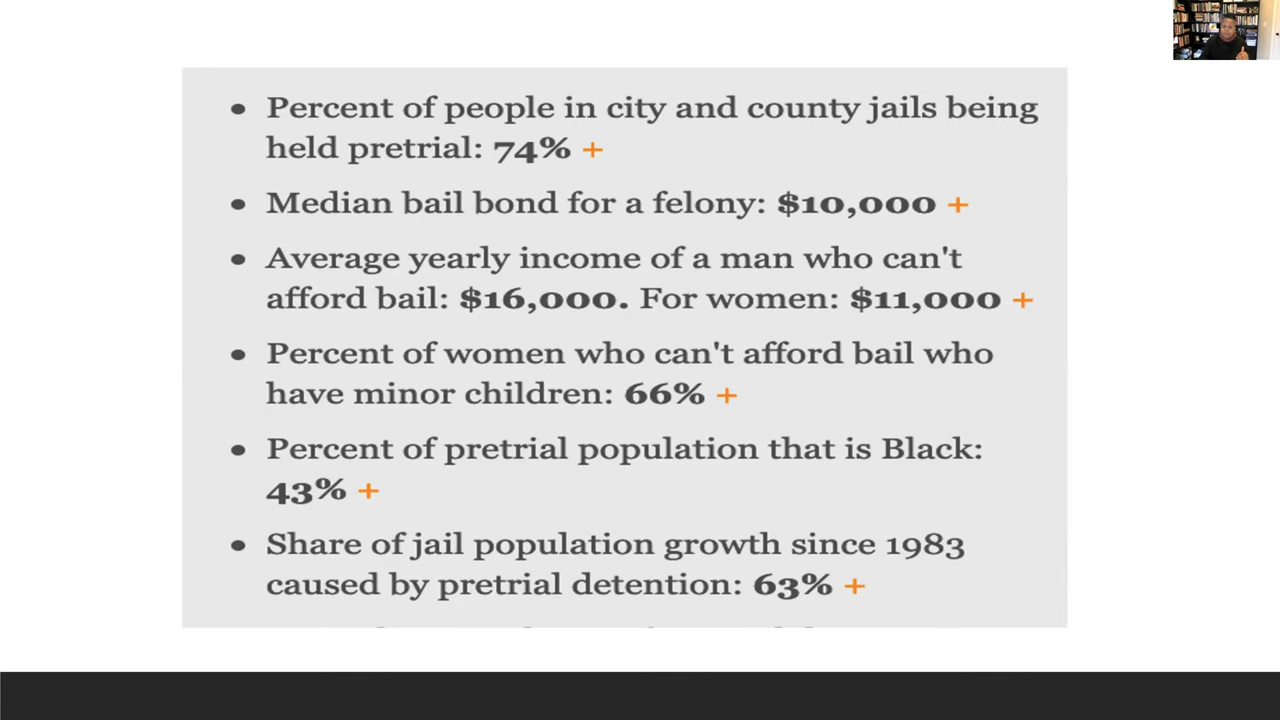 • Percent of people in city and county jails being
held pretrial: 74% +
• Median bail bond for a felony: $10,000 +
• Average yearly income of a man who can't
afford bail: $16,000. For women: $11,000 +
• Percent of women who can't afford bail who
have minor children: 66% +
• Percent of pretrial population that is Black:
43% +
• Share of jail population growth since 1983
caused by pretrial detention: 63% +